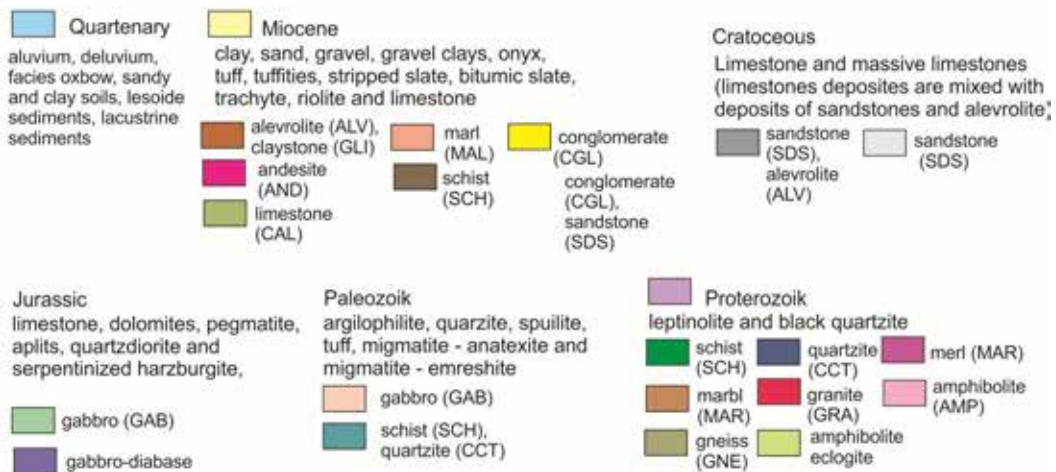 Quartenary
aluvium, deluvium,
facies oxbow, sandy
and clay soils, lesoide
sediments, lacustrine
sediments
Miocene
clay, sand, gravel, gravel clays, onyx,
tuff, tuffities, stripped slate, bitumic slate,
trachyte, riolite and limestone
alevrolite (ALV),
claystone (GLI)
andesite
(AND)
limestone
(CAL)
marl
(MAL)
schist
(SCH)
conglomerate
(CGL)
conglomerate
(CGL),
sandstone
(SDS)
Cratoceous
Limestone and massive limestones
(limestones deposites are mixed with
deposits of sandstones and alevrolite)
sandstone
(SDS),
alevrolite
(ALV)
sandstone
(SDS)
Jurassic
limestone, dolomites, pegmatite,
aplits, quartzdiorite and
serpentinized harzburgite,
gabbro (GAB)
gabbro-diabase
Paleozoik
argilophilite, quarzite, spuilite,
tuff, migmatite - anatexite and
migmatite - emreshite
gabbro (GAB)
schist (SCH),
quartzite (CCT)
Proterozoik
leptinolite and black quartzite
schist
(SCH)
marbl
(MAR)
gneiss
(GNE)
quartzite
(CCT)
granite
(GRA)
amphibolite
eclogite
merl (MAR)
amphibolite
(AMP)